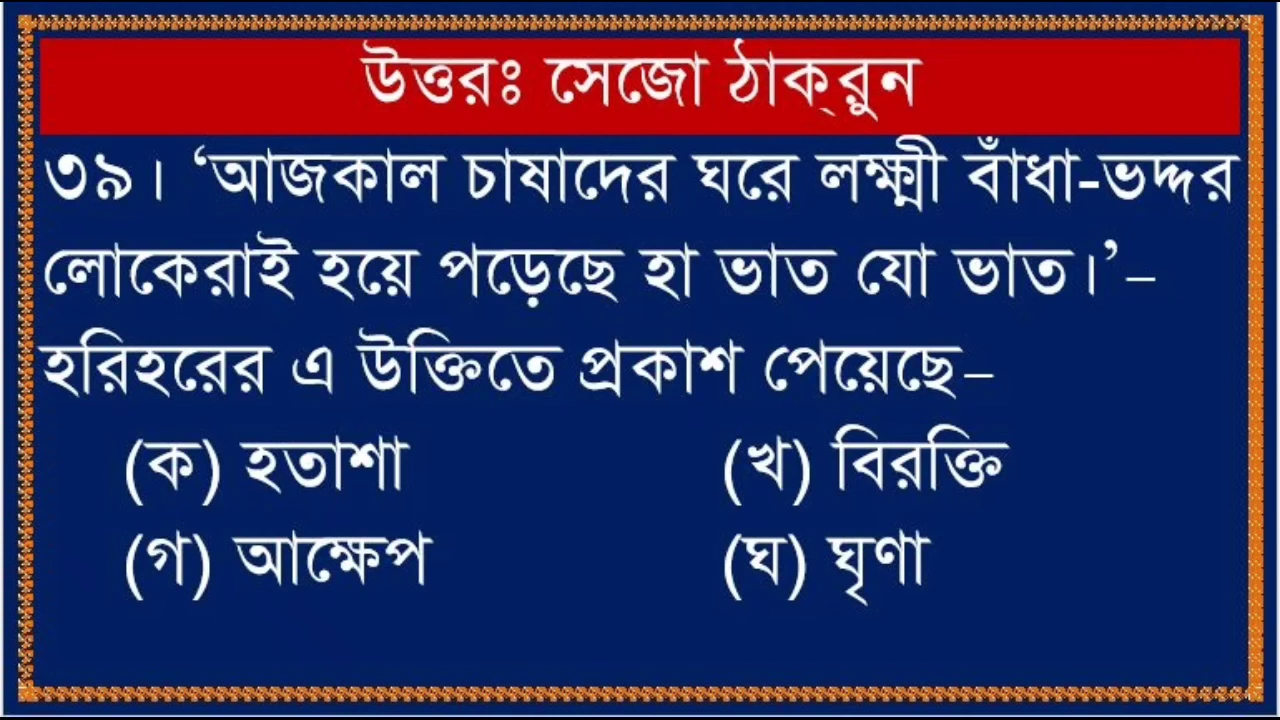 উত্তরঃ সেজো ঠাক্‌রুন
৩৯। ‘আজকাল চাষাদের ঘরে লক্ষ্মী বাঁধা-ভদ্দর
লোকেরাই হয়ে পড়েছে হা ভাত যো ভাত।’–
হরিহরের এ উক্তিতে প্রকাশ পেয়েছে–
(ক) হতাশা (খ) বিরক্তি
(গ) আক্ষেপ (ঘ) ঘৃণা